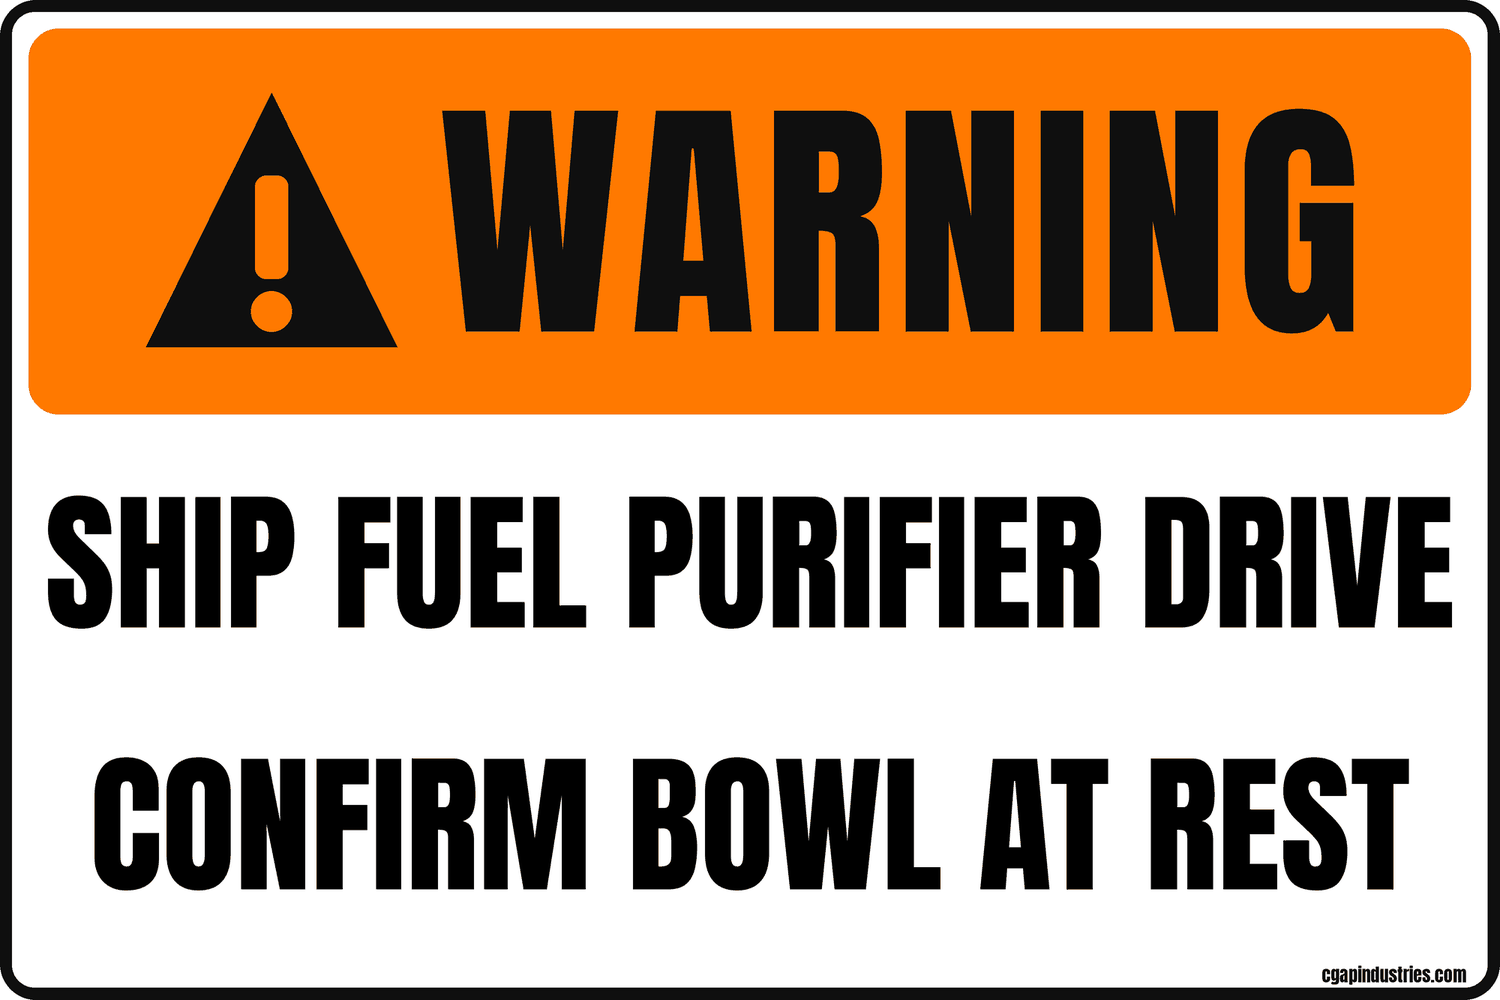 WARNING
SHIP FUEL PURIFIER DRIVE
CONFIRM BOWL AT REST
cgapindustries.com